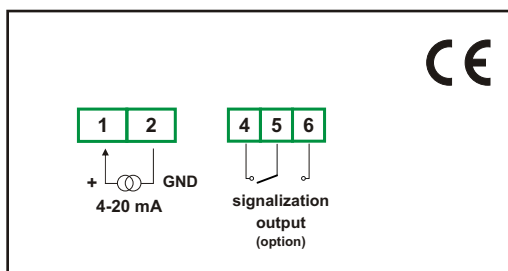 CE
1 2
4 5 6
+ GND
4-20 mA
signalization
output
(option)